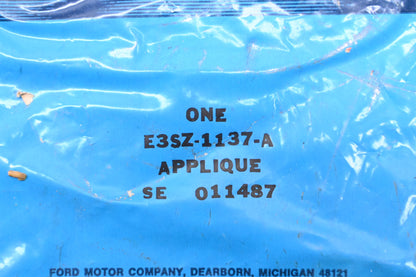 ONE
E3SZ-1137-A
APPLIQUE
SE 011487
FORD MOTOR COMPANY, DEARBORN, MICHIGAN 48121